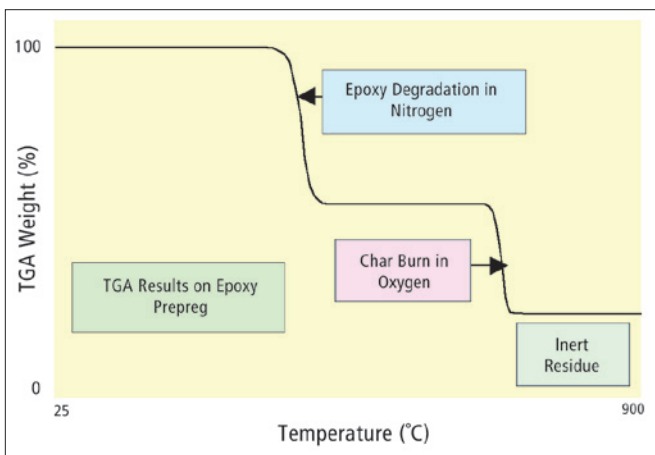 100
TGA Weight (%)
0
Epoxy Degradation in
Nitrogen
Char Burn in
Oxygen
TGA Results on Epoxy
Prepreg
Inert
Residue
25
900
Temperature (˚C)